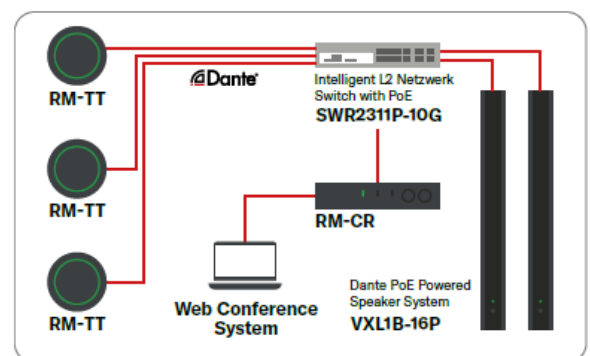 RM-TT
Dante
Intelligent L2 Netzwerk
Switch with PoE
SWR2311P-10G
RM-TT
RM-CR
RM-TT
Web Conference
System
Dante PoE Powered
Speaker System
VXL1B-16P